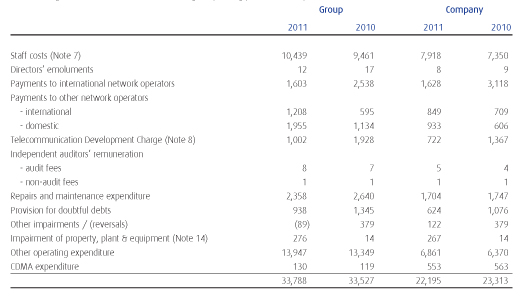 Group Company
2011 2010 2011 2010
Staff costs (Note 7) 10,439 9,461 7,918 7,350
Directors' emoluments 12 17 8 9
Payments to international network operators 1,603 2,538 1,628 3,118
Payments to other network operators
- international 1,208 595 849 709
- domestic 1,955 1,134 933 606
Telecommunication Development Charge (Note 8) 1,002 1,928 722 1,367
Independent auditors' remuneration
- audit fees 8 7 5 4
- non-audit fees 1 1 1 1
Repairs and maintenance expenditure 2,358 2,640 1,704 1,747
Provision for doubtful debts 938 1,345 624 1,076
Other impairments / (reversals) (89) 379 122 379
Impairment of property, plant & equipment (Note 14) 276 14 267 14
Other operating expenditure 13,947 13,349 6,861 6,370
CDMA expenditure 130 119 553 563
33,788 33,527 22,195 23,313